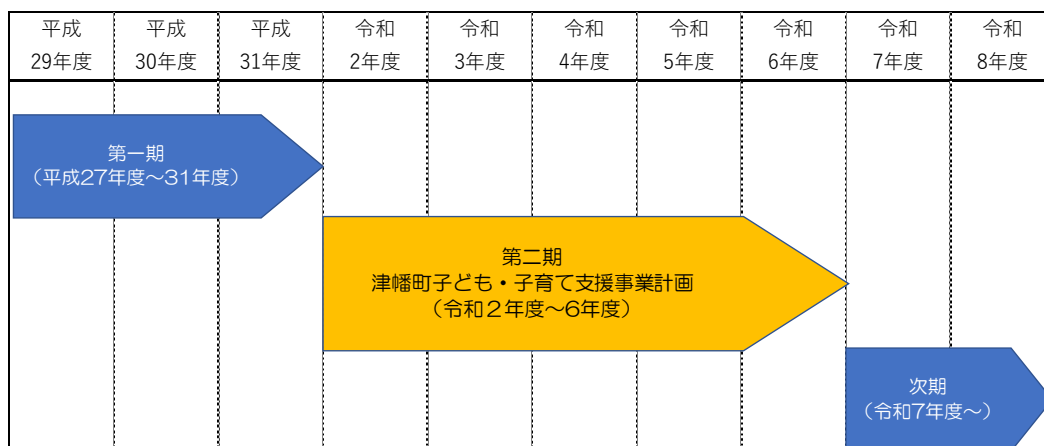 平成 平成 平成 令和 令和 令和 令和 令和 令和 令和
29年度 30年度 31年度 2年度 3年度 4年度 5年度 6年度 7年度 8年度
第一期
（平成27年度～31年度）
第二期
津幡町子ども・子育て支援事業計画
（令和２年度～6年度）
次期
（令和7年度～）